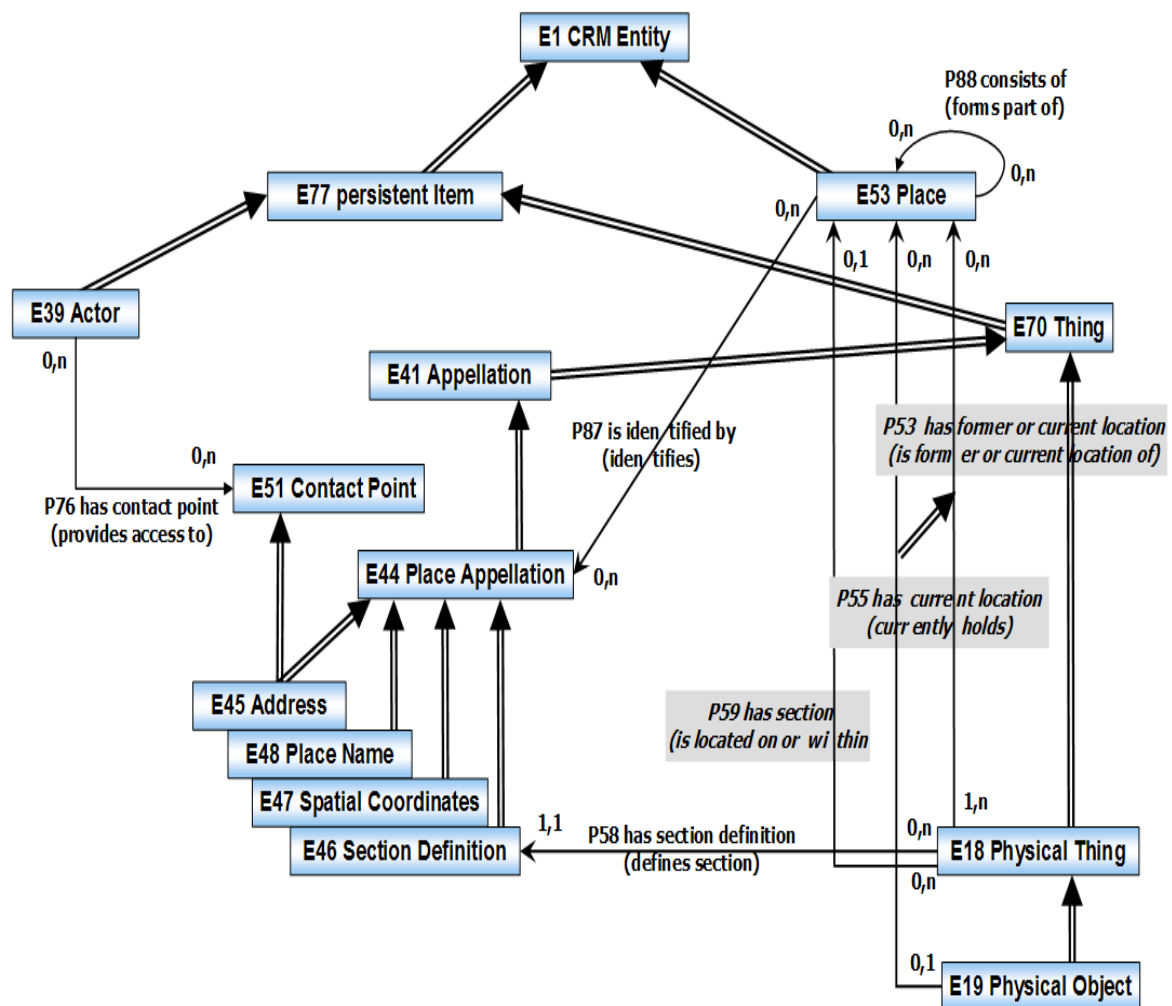 E1 CRM Entity
P88 consists of
(forms part of)
0,n
0,n
E77 persistent Item
E53 Place
0,n
0,1
0,n
0,n
E39 Actor
0,n
E70 Thing
E41 Appellation
P53 has former or current location
(is form er or current location of)
P87 is iden tified by
(iden tifies)
0,n
E51 Contact Point
P76 has contact point
(provides access to)
E44 Place Appellation
0,n
P55 has current location
(curr ently holds)
E45 Address
P59 has section
(is located on or wi thin
E48 Place Name
E47 Spatial Coordinates
1,n
1,1
P58 has section definition
(defines section)
0,n
E46 Section Definition
E18 Physical Thing
0,n
0,1
E19 Physical Object